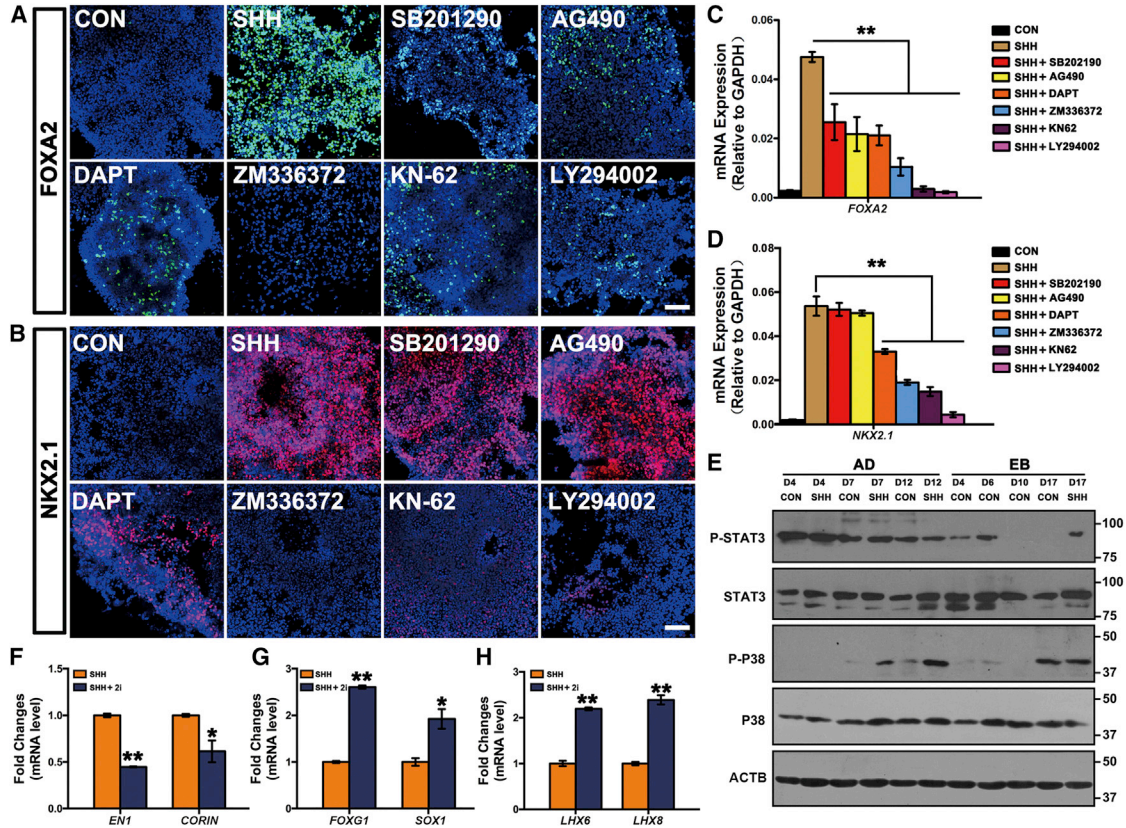 A
FOXA2
CON
SHH
SB201290
AG490
DAPT
ZM336372
KN-62
LY294002
B
NKX2.1
CON
SHH
SB201290
AG490
DAPT
ZM336372
KN-62
LY294002
C
mRNA Expression
(Relative to GAPDH)
0.06
0.04
0.02
0.00
**
FOXA2
CON
SHH
SHH+SB202190
SHH+AG490
SHH+DAPT
SHH+ZM336372
SHH+KN62
SHH+LY294002
D
mRNA Expression
(Relative to GAPDH)
0.08
0.06
0.04
0.02
0.00
**
NKX2.1
CON
SHH
SHH+SB202190
SHH+AG490
SHH+DAPT
SHH+ZM336372
SHH+KN62
SHH+LY294002
E
AD EB
D4 D4 D7 D7 D12 D12 D4 D6 D10 D17 D17
CON SHH CON SHH CON SHH CON CON CON CON SHH
P-STAT3
100
75
STAT3
100
75
P-P38
50
37
P38
50
37
ACTB
50
37
F
Fold Changes
(mRNA level)
1.5
1.0
0.5
0.0
SHH
SHH+2i
**
*
EN1 CORIN
G
Fold Changes
(mRNA level)
3
2
1
0
SHH
SHH+2i
**
*
FOXG1 SOX1
H
Fold Changes
(mRNA level)
3
2
1
0
SHH
SHH+2i
**
**
LHX6 LHX8